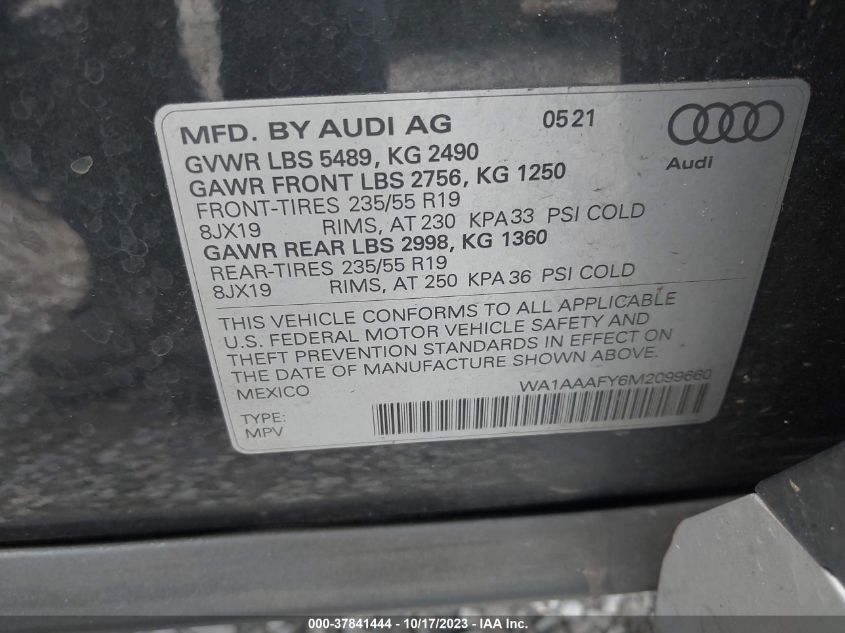 MFD. BY AUDI AG 0521
Audi
GVWR LBS 5489, KG 2490
GAWR FRONT LBS 2756, KG 1250
FRONT-TIRES 235/55 R19
8JX19 RIMS, AT 230 KPA 33 PSI COLD
GAWR REAR LBS 2998, KG 1360
REAR-TIRES 235/55 R19
8JX19 RIMS, AT 250 KPA 36 PSI COLD
THIS VEHICLE CONFORMS TO ALL APPLICABLE
U.S. FEDERAL MOTOR VEHICLE SAFETY AND
THEFT PREVENTION STANDARDS IN EFFECT ON
THE DATE OF MANUFACTURE SHOWN ABOVE.
MEXICO WA1AAAFY6M2099660
TYPE:
MPV
000-37841444 - 10/17/2023 - IAA Inc.